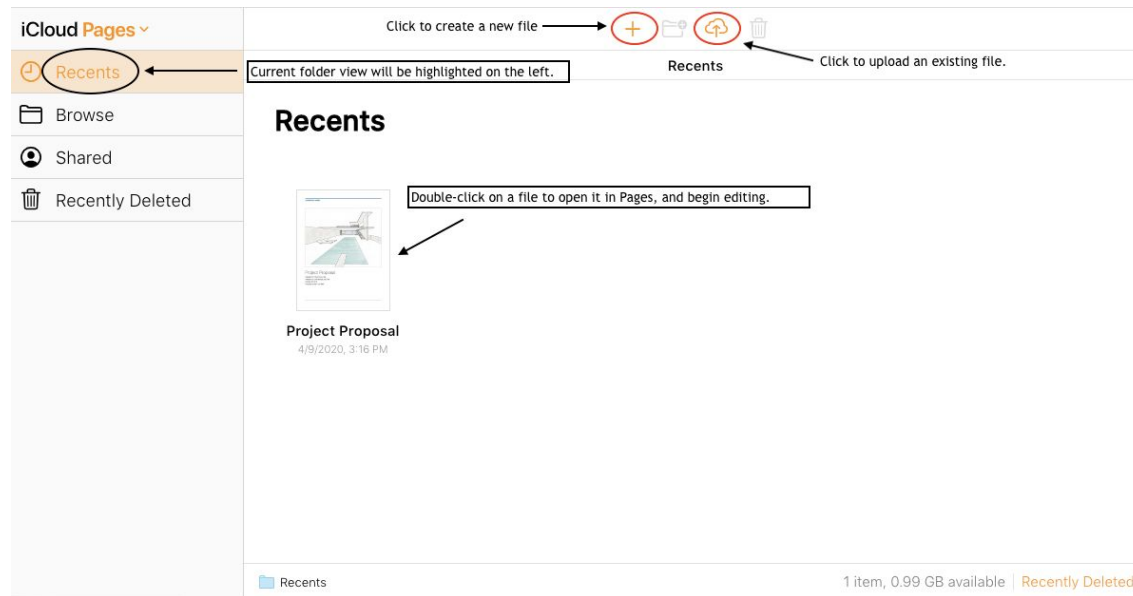 iCloud Pages
Click to create a new file
Recents
Current folder view will be highlighted on the left.
Recents
Click to upload an existing file.
Browse
Recents
Shared
Recently Deleted
Double-click on a file to open it in Pages, and begin editing.
Project Proposal
Project Proposal
4/9/2020, 3:16 PM
Recents
1 item, 0.99 GB available
Recently Deleted